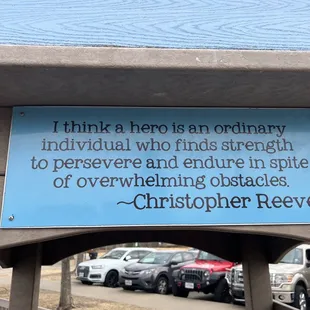 I think a hero is an ordinary
individual who finds strength
to persevere and endure in spite
of overwhelming obstacles.
~Christopher Reeve